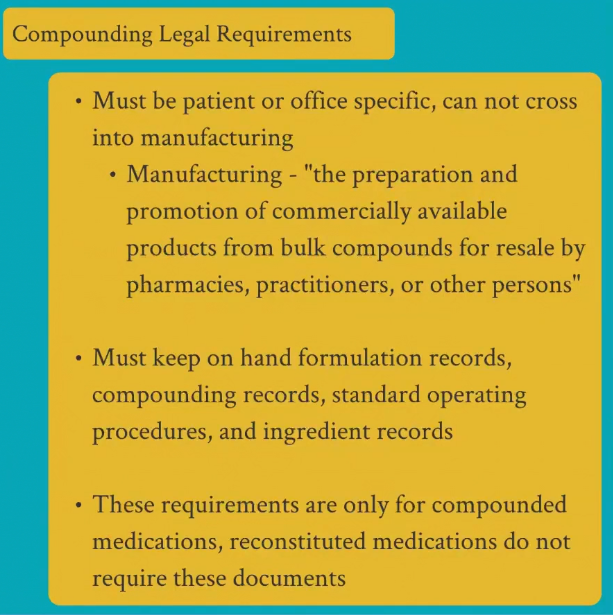 Compounding Legal Requirements
• Must be patient or office specific, can not cross
into manufacturing
• Manufacturing - "the preparation and
promotion of commercially available
products from bulk compounds for resale by
pharmacies, practitioners, or other persons"
• Must keep on hand formulation records,
compounding records, standard operating
procedures, and ingredient records
• These requirements are only for compounded
medications, reconstituted medications do not
require these documents